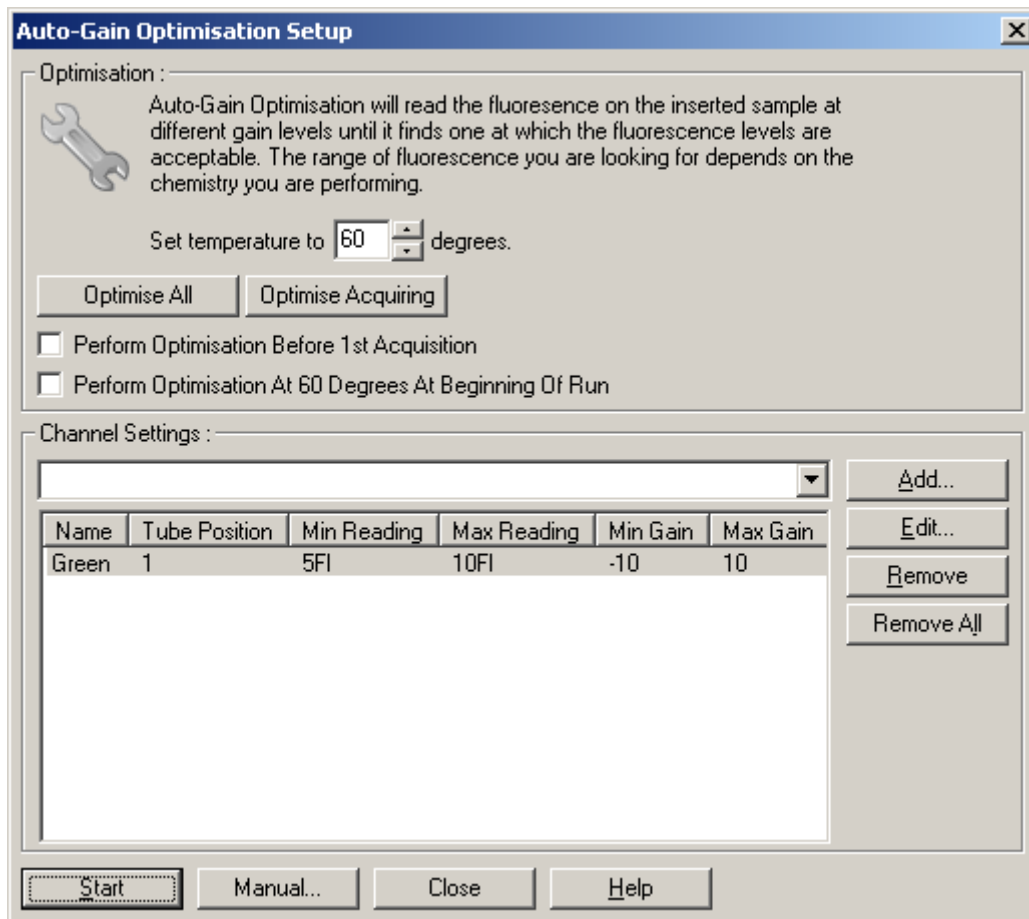 Auto-Gain Optimisation Setup
Optimisation :
Auto-Gain Optimisation will read the fluoresence on the inserted sample at
different gain levels until it finds one at which the fluorescence levels are
acceptable. The range of fluorescence you are looking for depends on the
chemistry you are performing.
Set temperature to 60 degrees.
Optimise All Optimise Acquiring
Perform Optimisation Before 1st Acquisition
Perform Optimisation At 60 Degrees At Beginning Of Run
Channel Settings :
Add...
Name Tube Position Min Reading Max Reading Min Gain Max Gain Edit...
Green 1 5Fl 10Fl -10 10
Remove
Remove All
Start Manual... Close Help